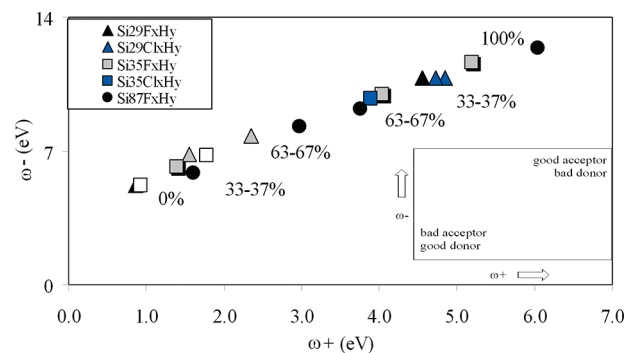 14
Si29FxHy
Si29ClxHy
Si35FxHy
Si35ClxHy
Si87FxHy
100%
33-37%
63-67%
63-67%
7
33-37%
0%
good acceptor
bad donor
ω-
bad acceptor
good donor
ω+
0
0.0 1.0 2.0 3.0 4.0 5.0 6.0 7.0
ω- (eV)
ω+ (eV)